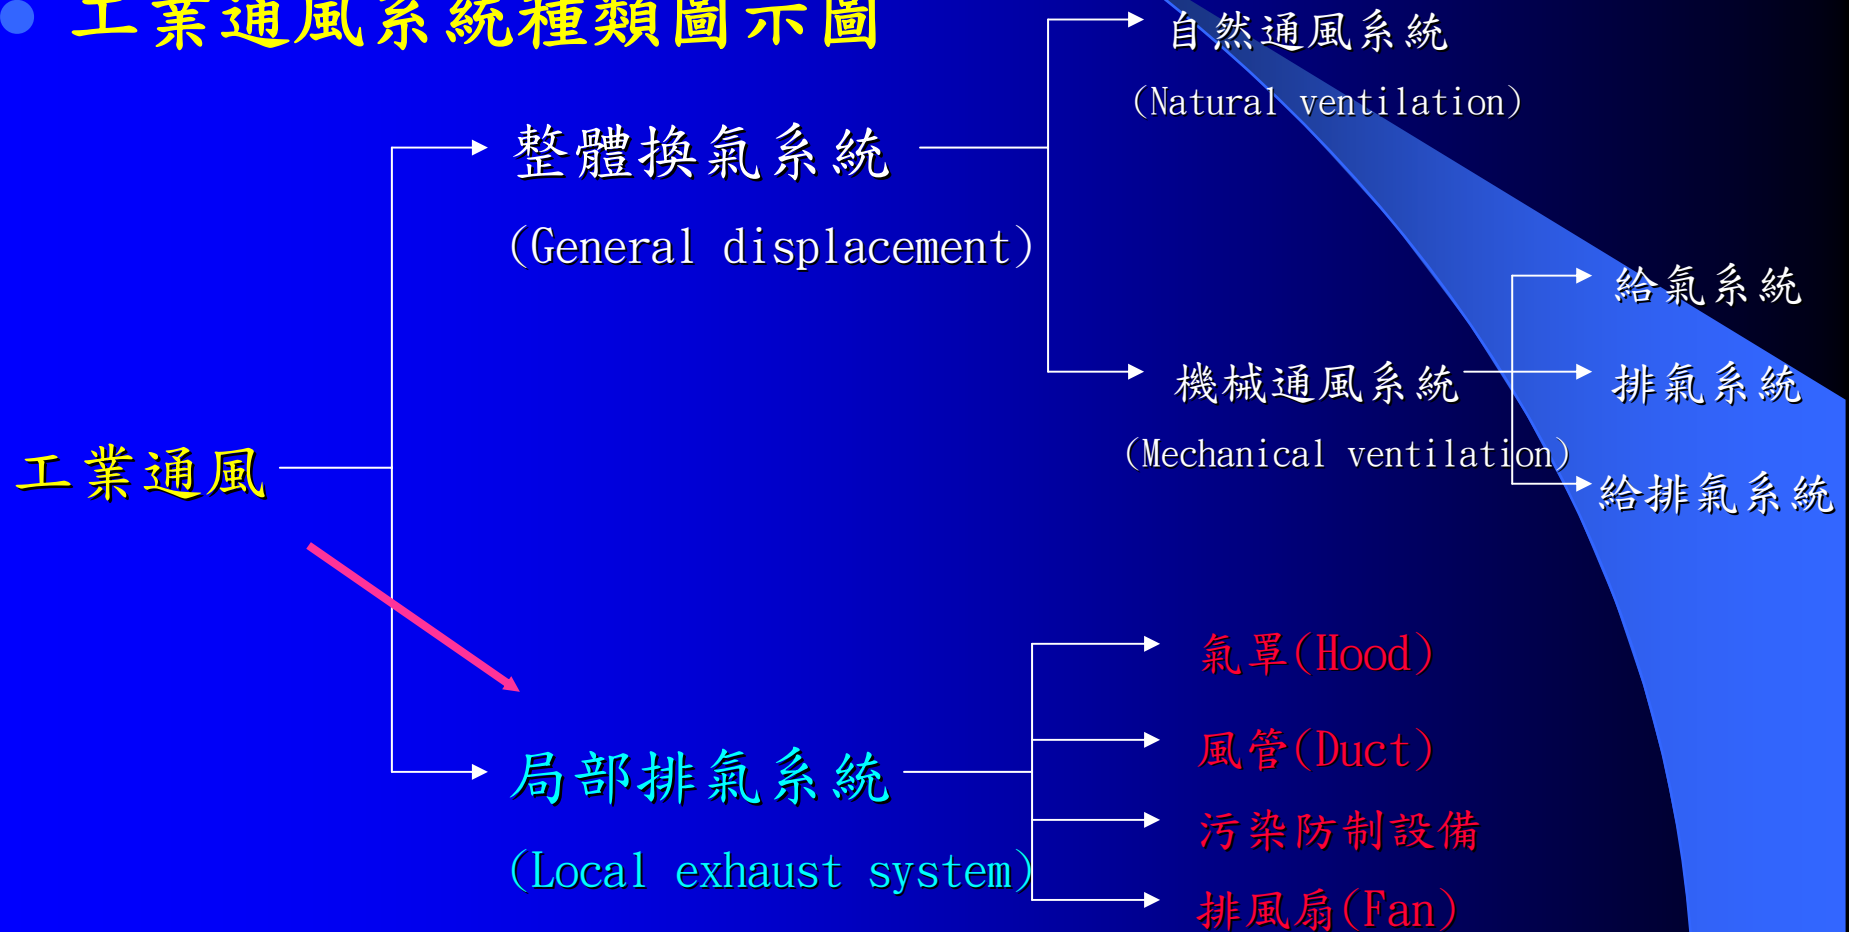 工業通風系統種類圖示圖
自然通風系統
(Natural ventilation)
整體換氣系統
(General displacement)
給氣系統
機械通風系統
排氣系統
(Mechanical ventilation)
給排氣系統
工業通風
氣罩(Hood)
風管(Duct)
局部排氣系統
(Local exhaust system)
污染防制設備
排風扇(Fan)